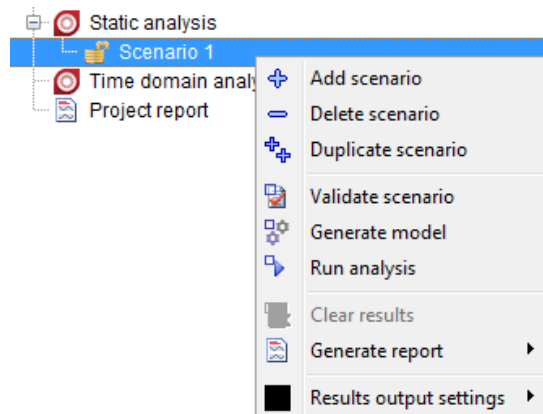 Static analysis
Scenario 1
Time domain analy
Project report
Add scenario
Delete scenario
Duplicate scenario
Validate scenario
Generate model
Run analysis
Clear results
Generate report
Results output settings